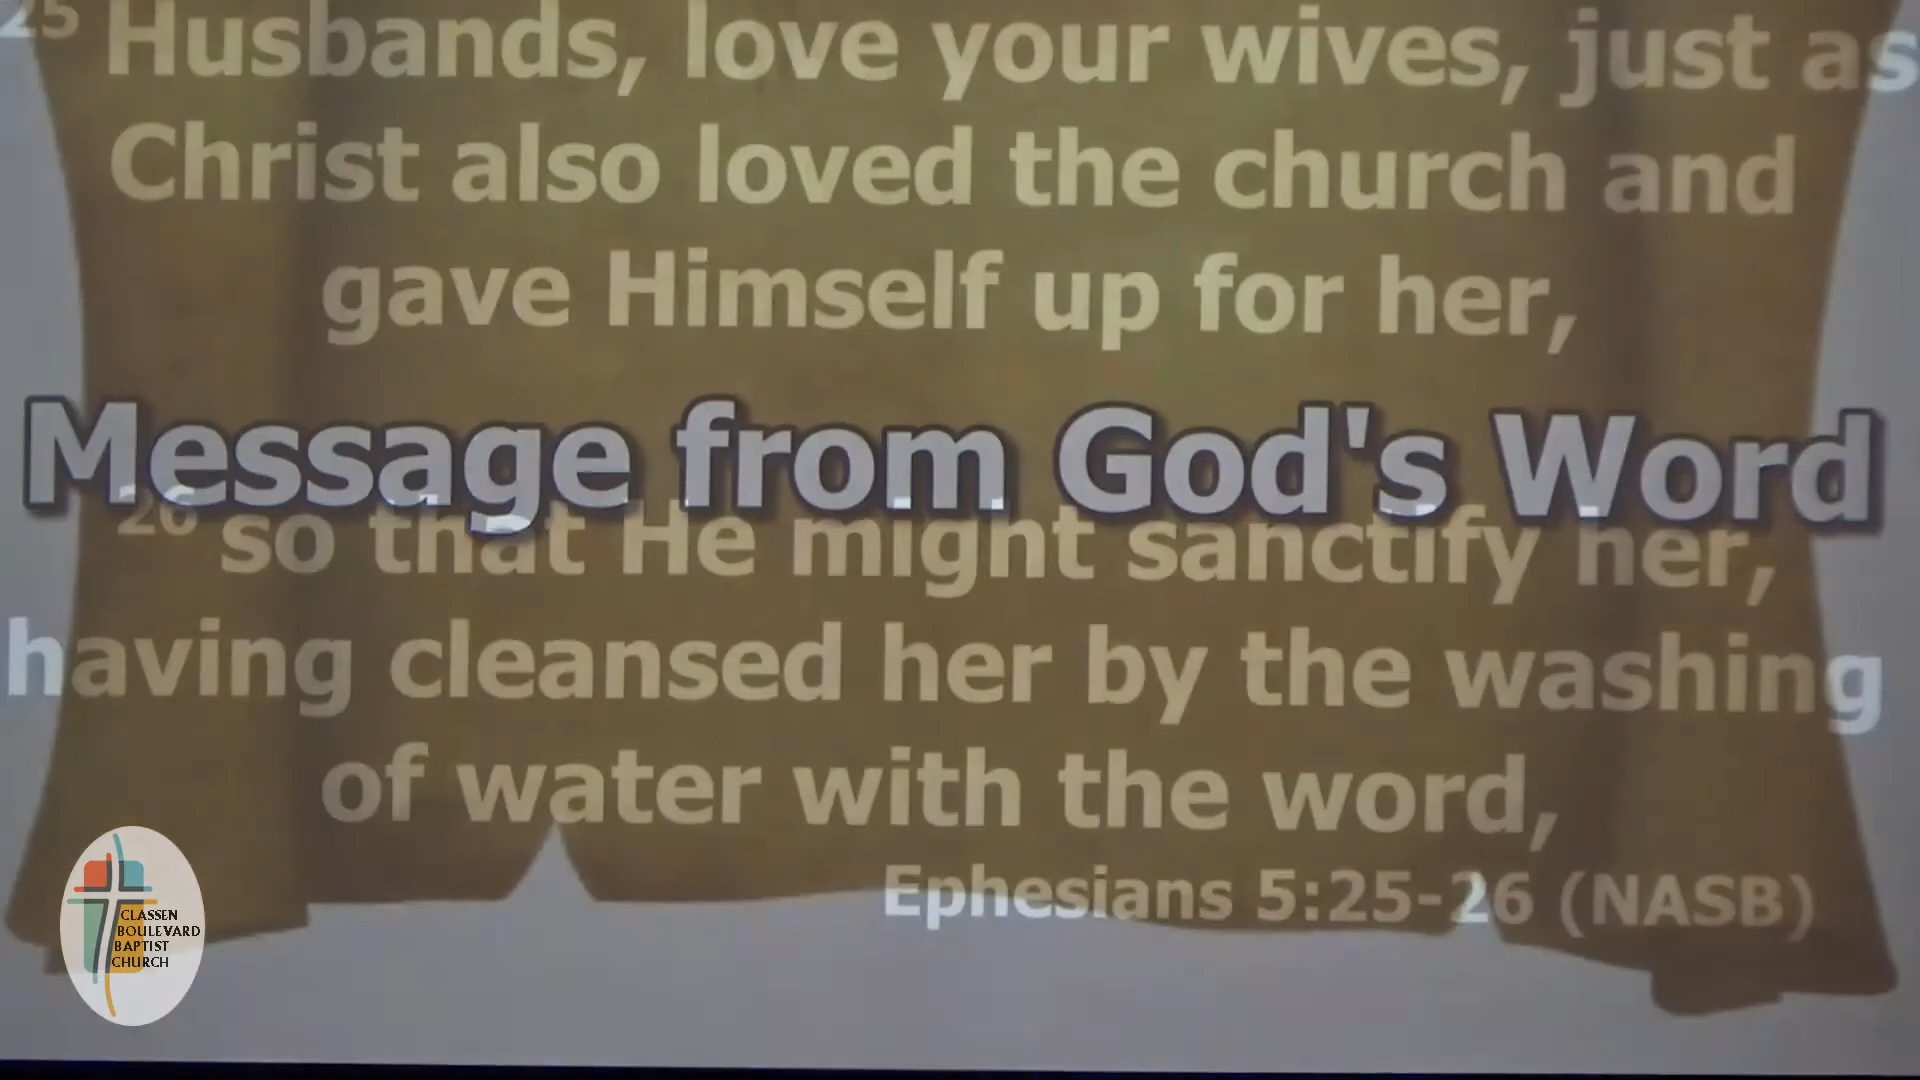 25 Husbands, love your wives, just as
Christ also loved the church and
gave Himself up for her,
Message from God's Word
26 so that He might sanctify her,
having cleansed her by the washing
of water with the word,
Ephesians 5:25-26 (NASB)
CLASSEN
BOULEVARD
BAPTIST
CHURCH